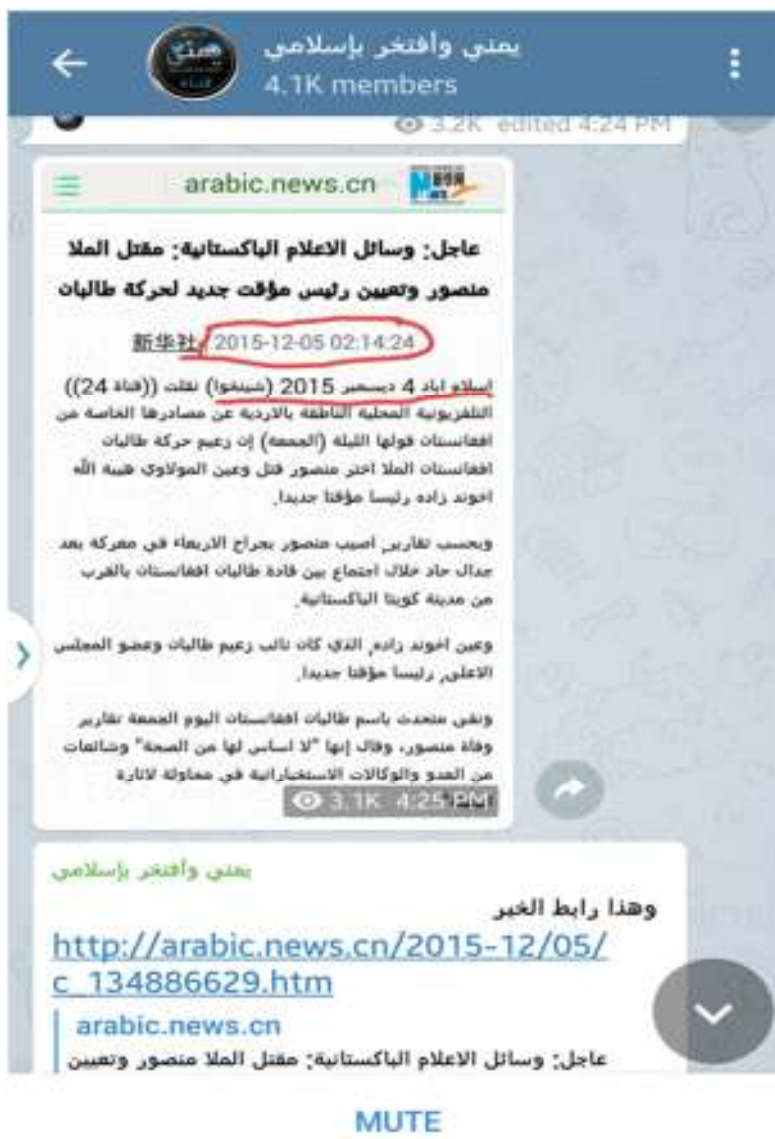 يمني وأفتخر بإسلامي
4.1K members
3.2K edited 4:24 PM
arabic.news.cn
عاجل: وسائل الاعلام الباكستانية: مقتل الملا
منصور وتعيين رئيس مؤقت جديد لحركة طالبان
新华社 2015-12-05 02:14:24
اسلام اباد 4 ديسمبر 2015 (شينخوا) نقلت ((قناة 24))
التلفزيونية المحلية الناطقة بالاردية عن مصادرها الخاصة من
افغانستان قولها الليلة (الجمعة) إن زعيم حركة طالبان
افغانستان الملا اختر منصور قتل وعين المولاوي هيبة الله
اخوند زاده رئيسا مؤقتا جديدا.
وبحسب تقارير, اصيب منصور بجراح الاربعاء في معركة بعد
جدال حاد خلال اجتماع بين قادة طالبان افغانستان بالقرب
من مدينة كويتا الباكستانية.
وعين اخوند زاده, الذي كان نائب زعيم طالبان وعضو المجلس
الاعلى, رئيسا مؤقتا جديدا.
ونفى متحدث باسم طالبان افغانستان اليوم الجمعة تقارير
وفاة منصور، وقال إنها "لا اساس لها من الصحة" وشائعات
من العدو والوكالات الاستخباراتية في محاولة لاثارة
3.1K 4:25 PM
يمني وأفتخر بإسلامي
وهذا رابط الخبر
http://arabic.news.cn/2015-12/05/
c_134886629.htm
arabic.news.cn
عاجل: وسائل الاعلام الباكستانية: مقتل الملا منصور وتعيين
MUTE